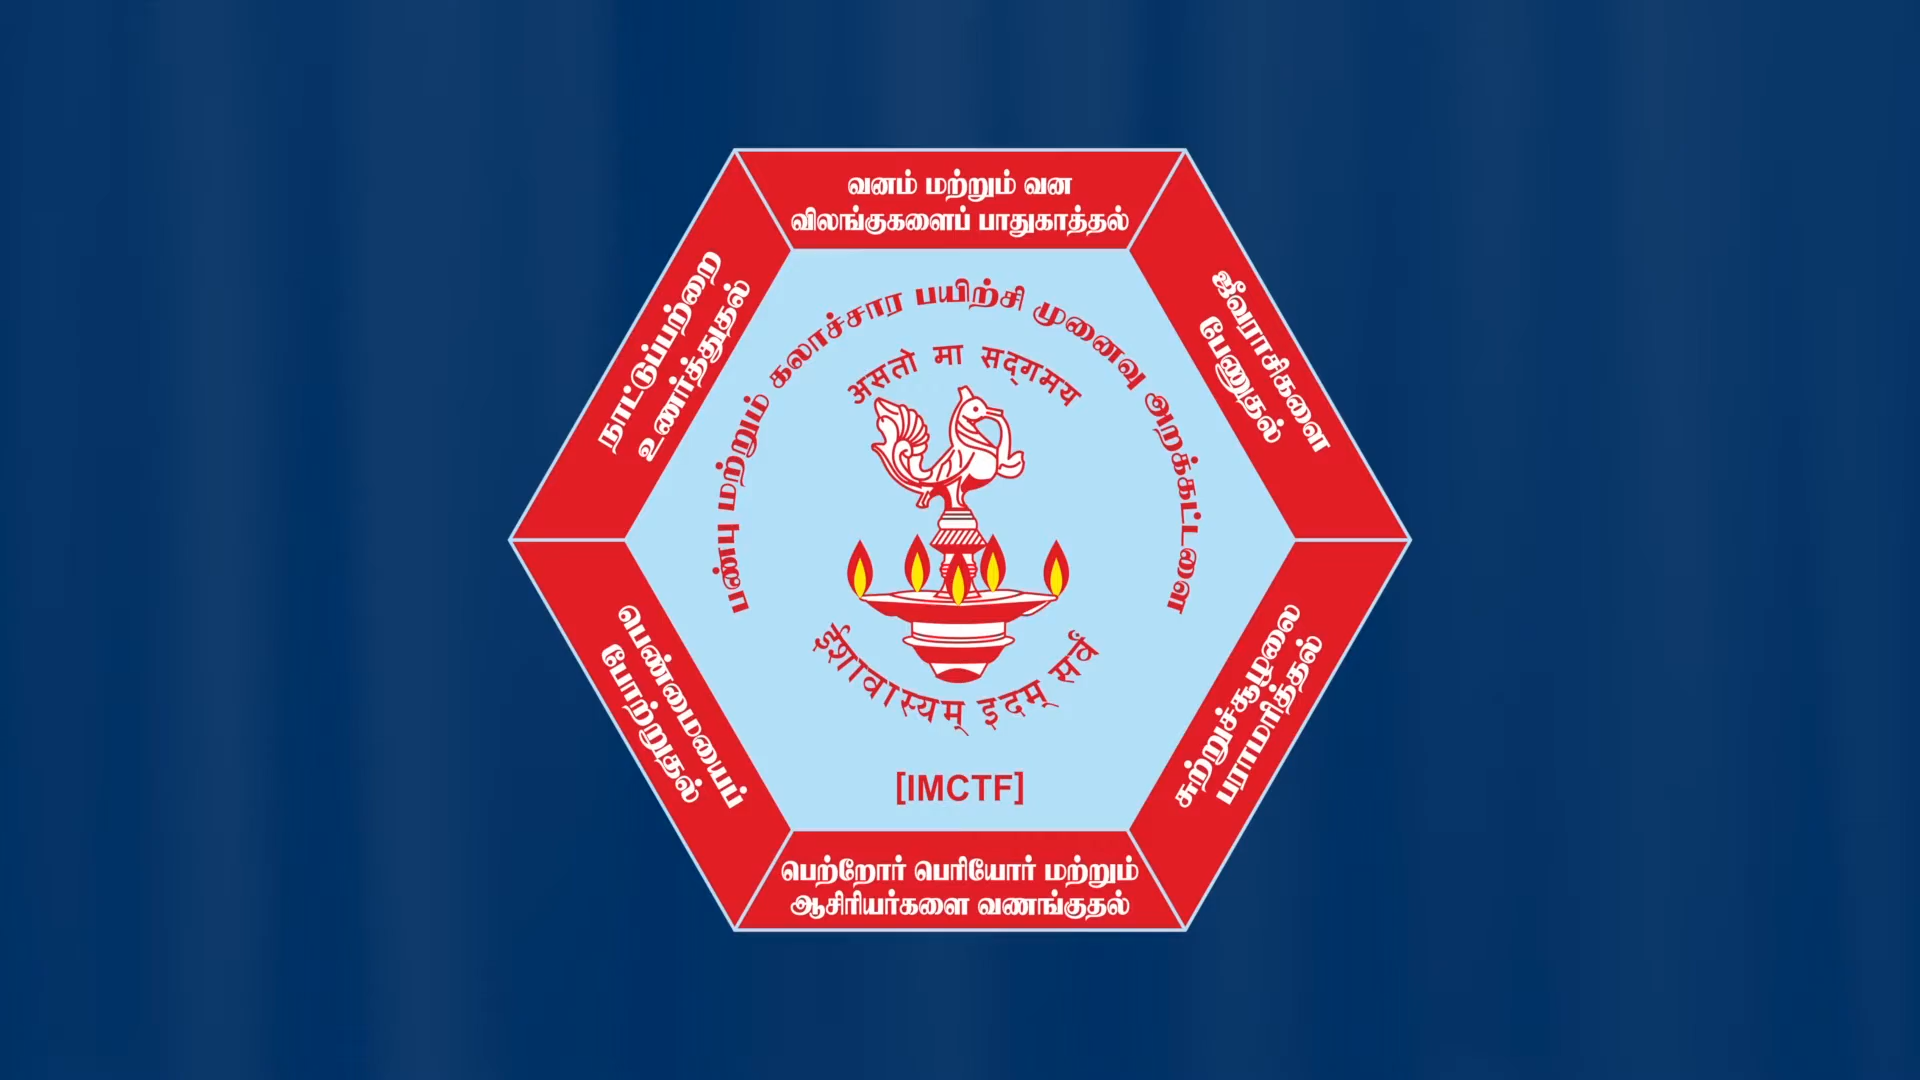 வனம் மற்றும் வன
விலங்குகளைப் பாதுகாத்தல்
ஜீவராசிகளை
பேணுதல்
சுற்றுச்சூழலை
பராமரித்தல்
பெற்றோர் பெரியோர் மற்றும்
ஆசிரியர்களை வணங்குதல்
பெண்மையைப்
போற்றுதல்
நாட்டுப்பற்றை
உணர்த்துதல்
பண்பு மற்றும் கலாச்சார பயிற்சி முனைவு அறக்கட்டளை
असतो मा सद्गमय
ईशावास्यम् इदम् सर्वं
[IMCTF]